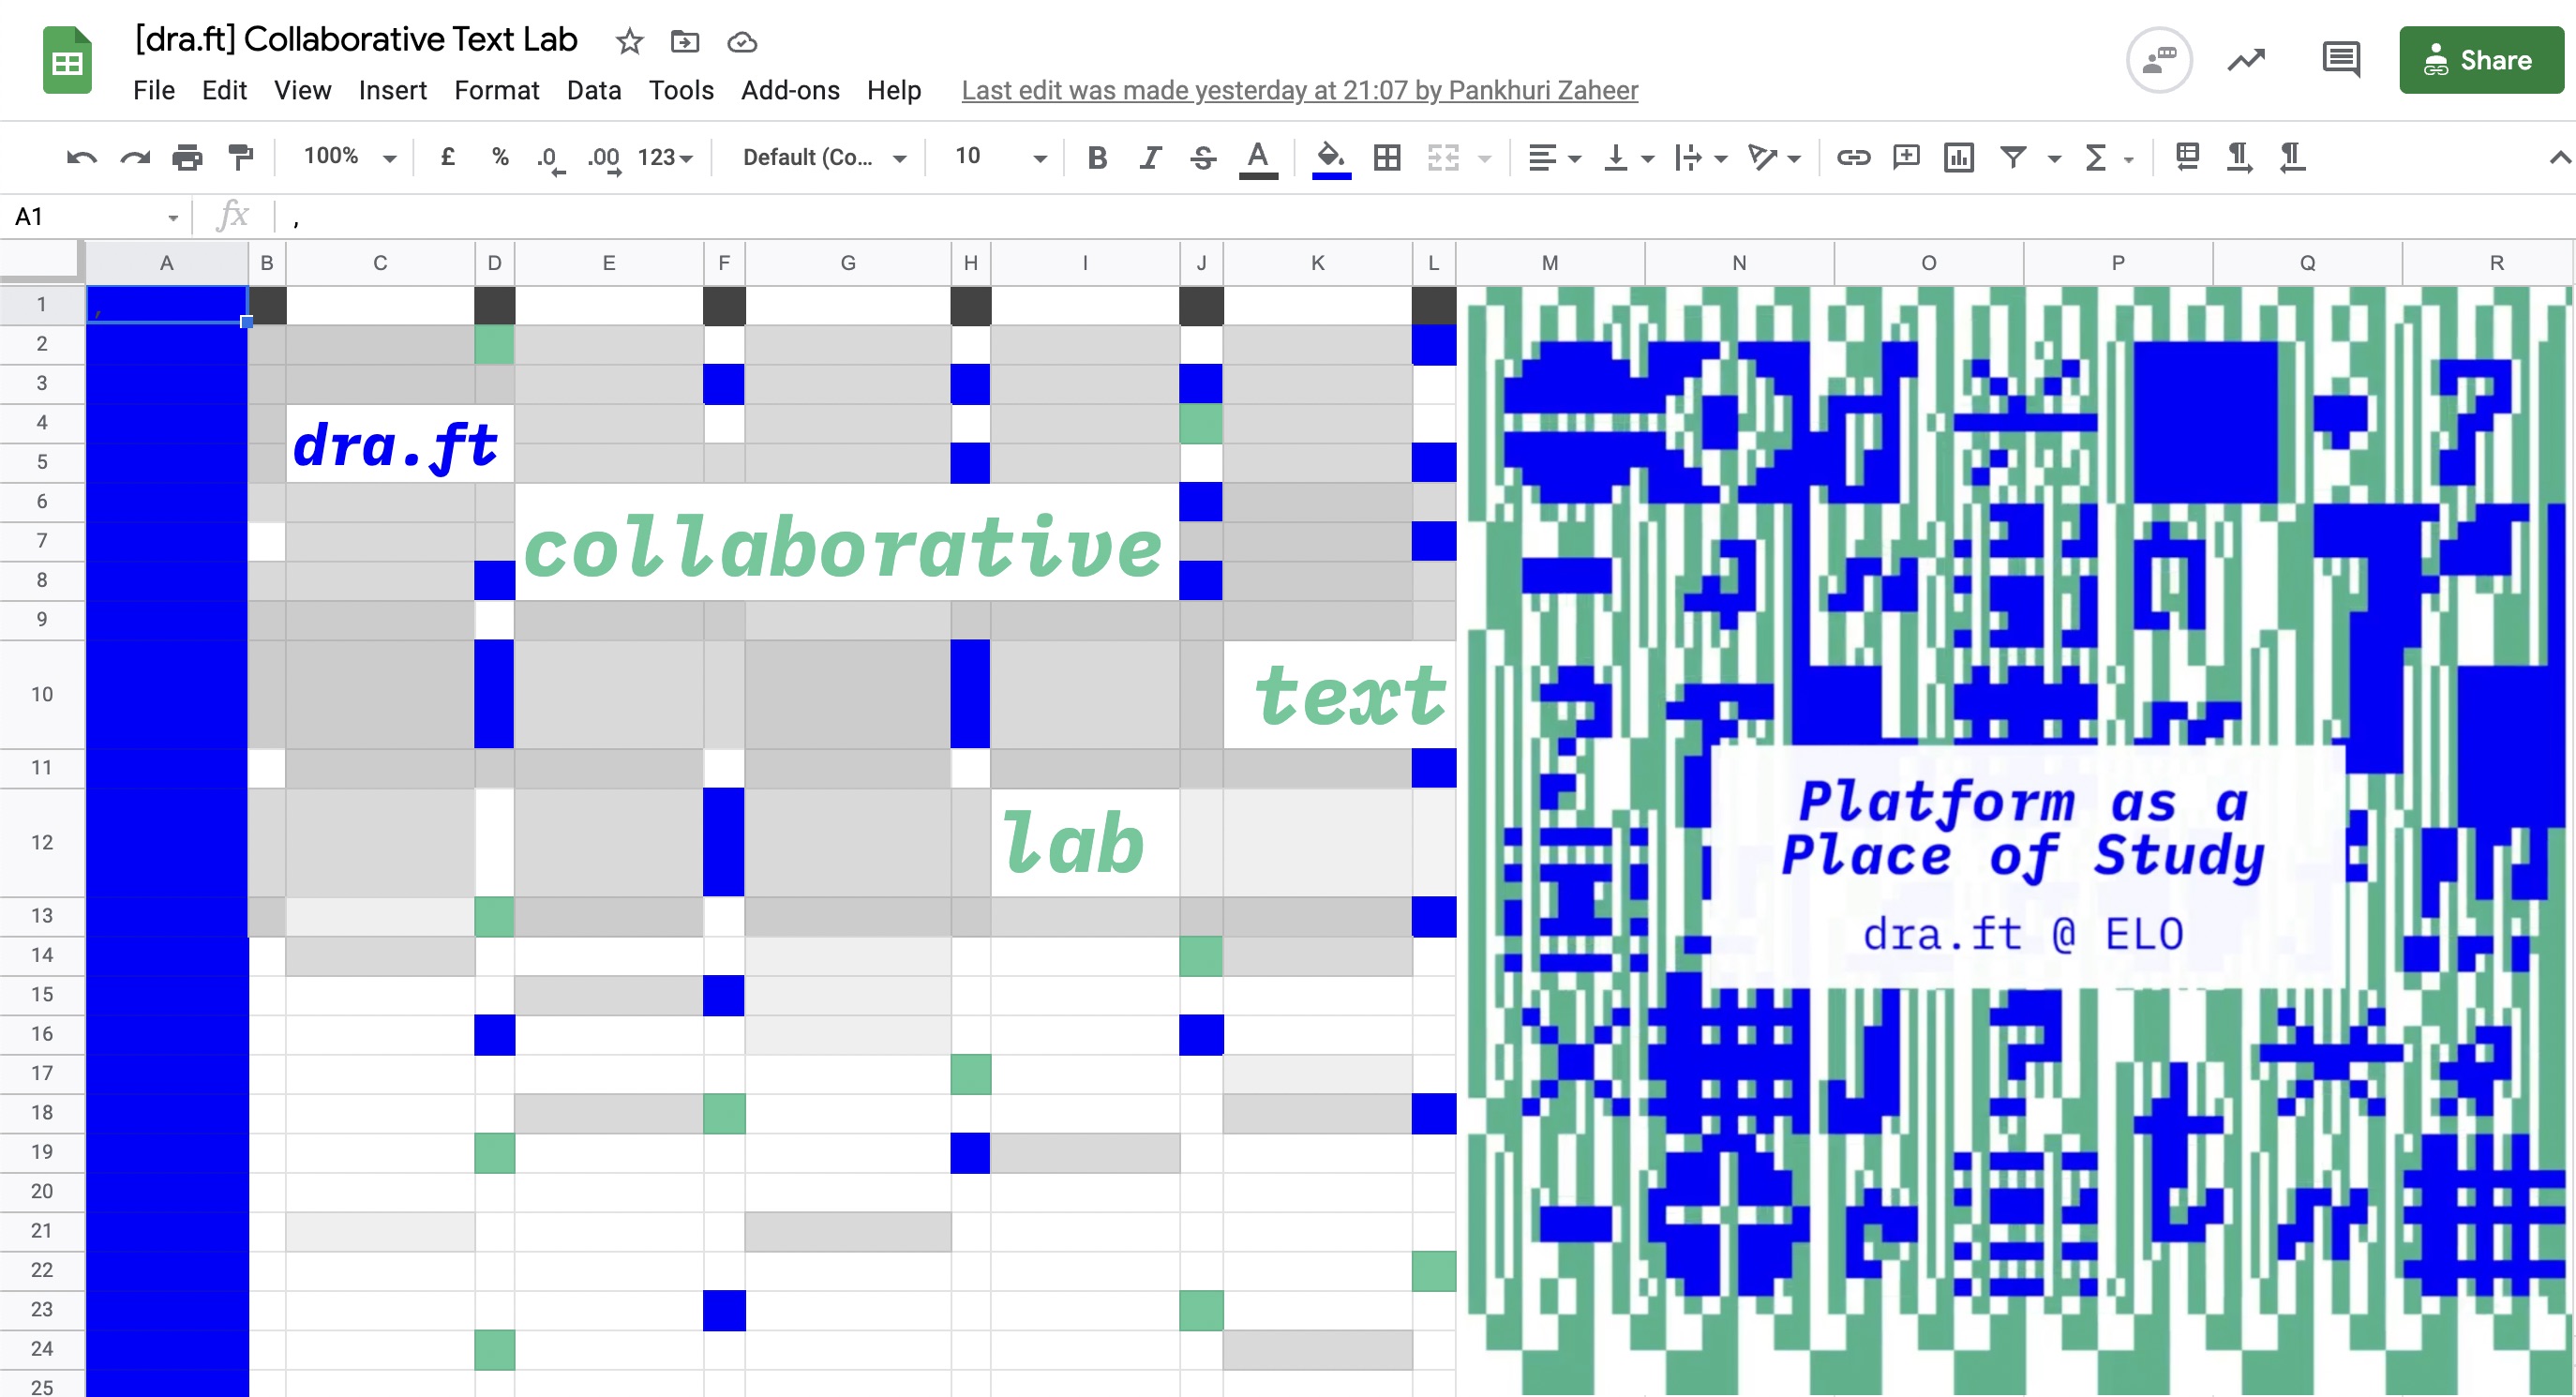 [dra.ft] Collaborative Text Lab
Share
File Edit View Insert Format Data Tools Add-ons Help Last edit was made yesterday at 21:07 by Pankhuri Zaheer
100% £ % .0 .00 123 Default (Co... 10 B I S A Σ
A1 fx ,
A B C D E F G H I J K L M N O P Q R
1 ,
2
3
4
dra.ft
5
6
7
collaborative
8
9
10 text
11
Platform as a
12 lab
Place of Study
13
dra.ft @ ELO
14
15
16
17
18
19
20
21
22
23
24
25